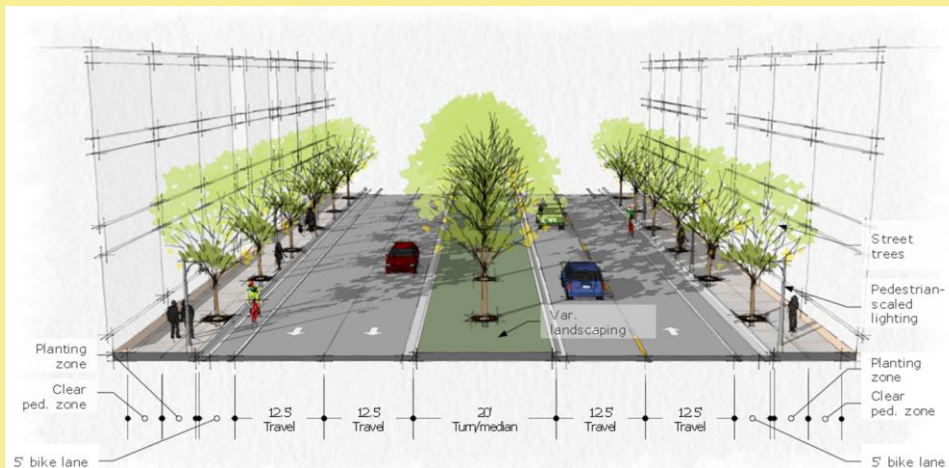 Street
trees
Pedestrian-
scaled
lighting
Var.
landscaping
Planting
zone
Clear
ped. zone
5' bike lane
12.5'
Travel
12.5'
Travel
20'
Turn/median
12.5'
Travel
12.5'
Travel
Planting
zone
Clear
ped. zone
5' bike lane